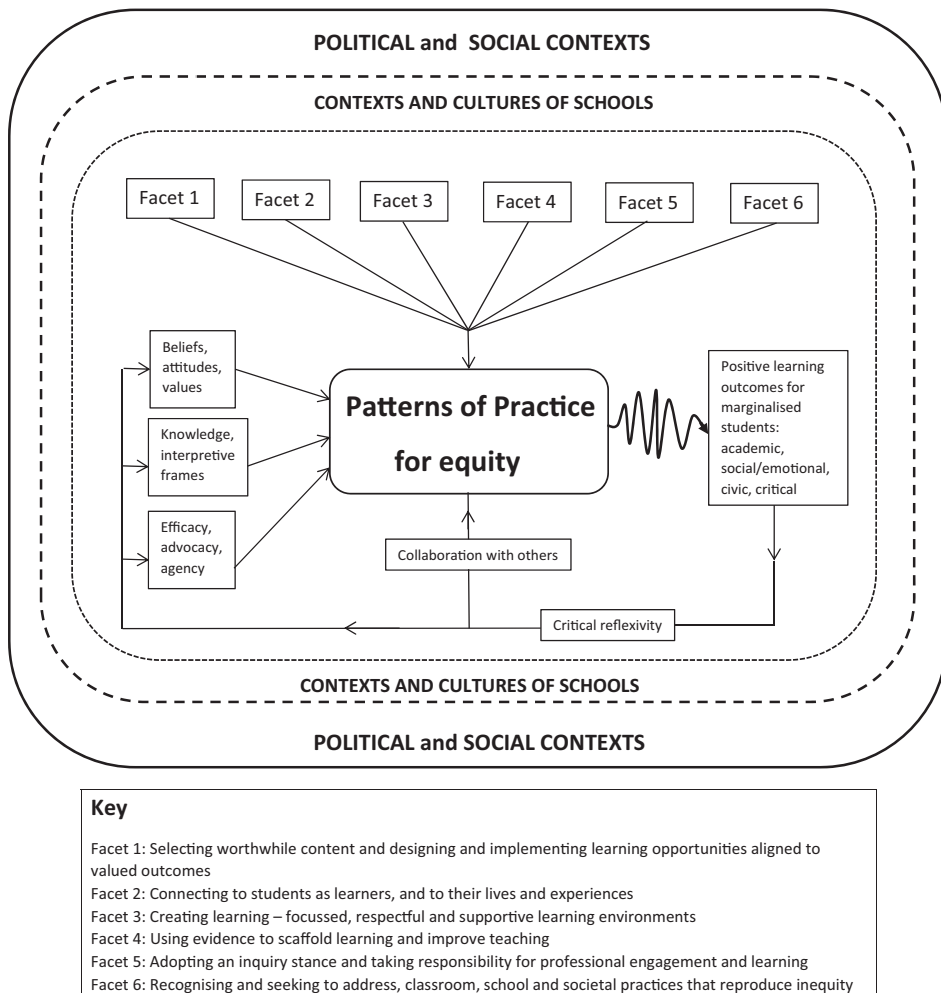 POLITICAL and SOCIAL CONTEXTS
CONTEXTS AND CULTURES OF SCHOOLS
Facet 1
Facet 2
Facet 3
Facet 4
Facet 5
Facet 6
Beliefs,
attitudes,
values
Knowledge,
interpretive
frames
Efficacy,
advocacy,
agency
Patterns of Practice
for equity
Positive learning
outcomes for
marginalised
students:
academic,
social/emotional,
civic, critical
Collaboration with others
Critical reflexivity
CONTEXTS AND CULTURES OF SCHOOLS
POLITICAL and SOCIAL CONTEXTS
Key
Facet 1: Selecting worthwhile content and designing and implementing learning opportunities aligned to
valued outcomes
Facet 2: Connecting to students as learners, and to their lives and experiences
Facet 3: Creating learning – focussed, respectful and supportive learning environments
Facet 4: Using evidence to scaffold learning and improve teaching
Facet 5: Adopting an inquiry stance and taking responsibility for professional engagement and learning
Facet 6: Recognising and seeking to address, classroom, school and societal practices that reproduce inequity